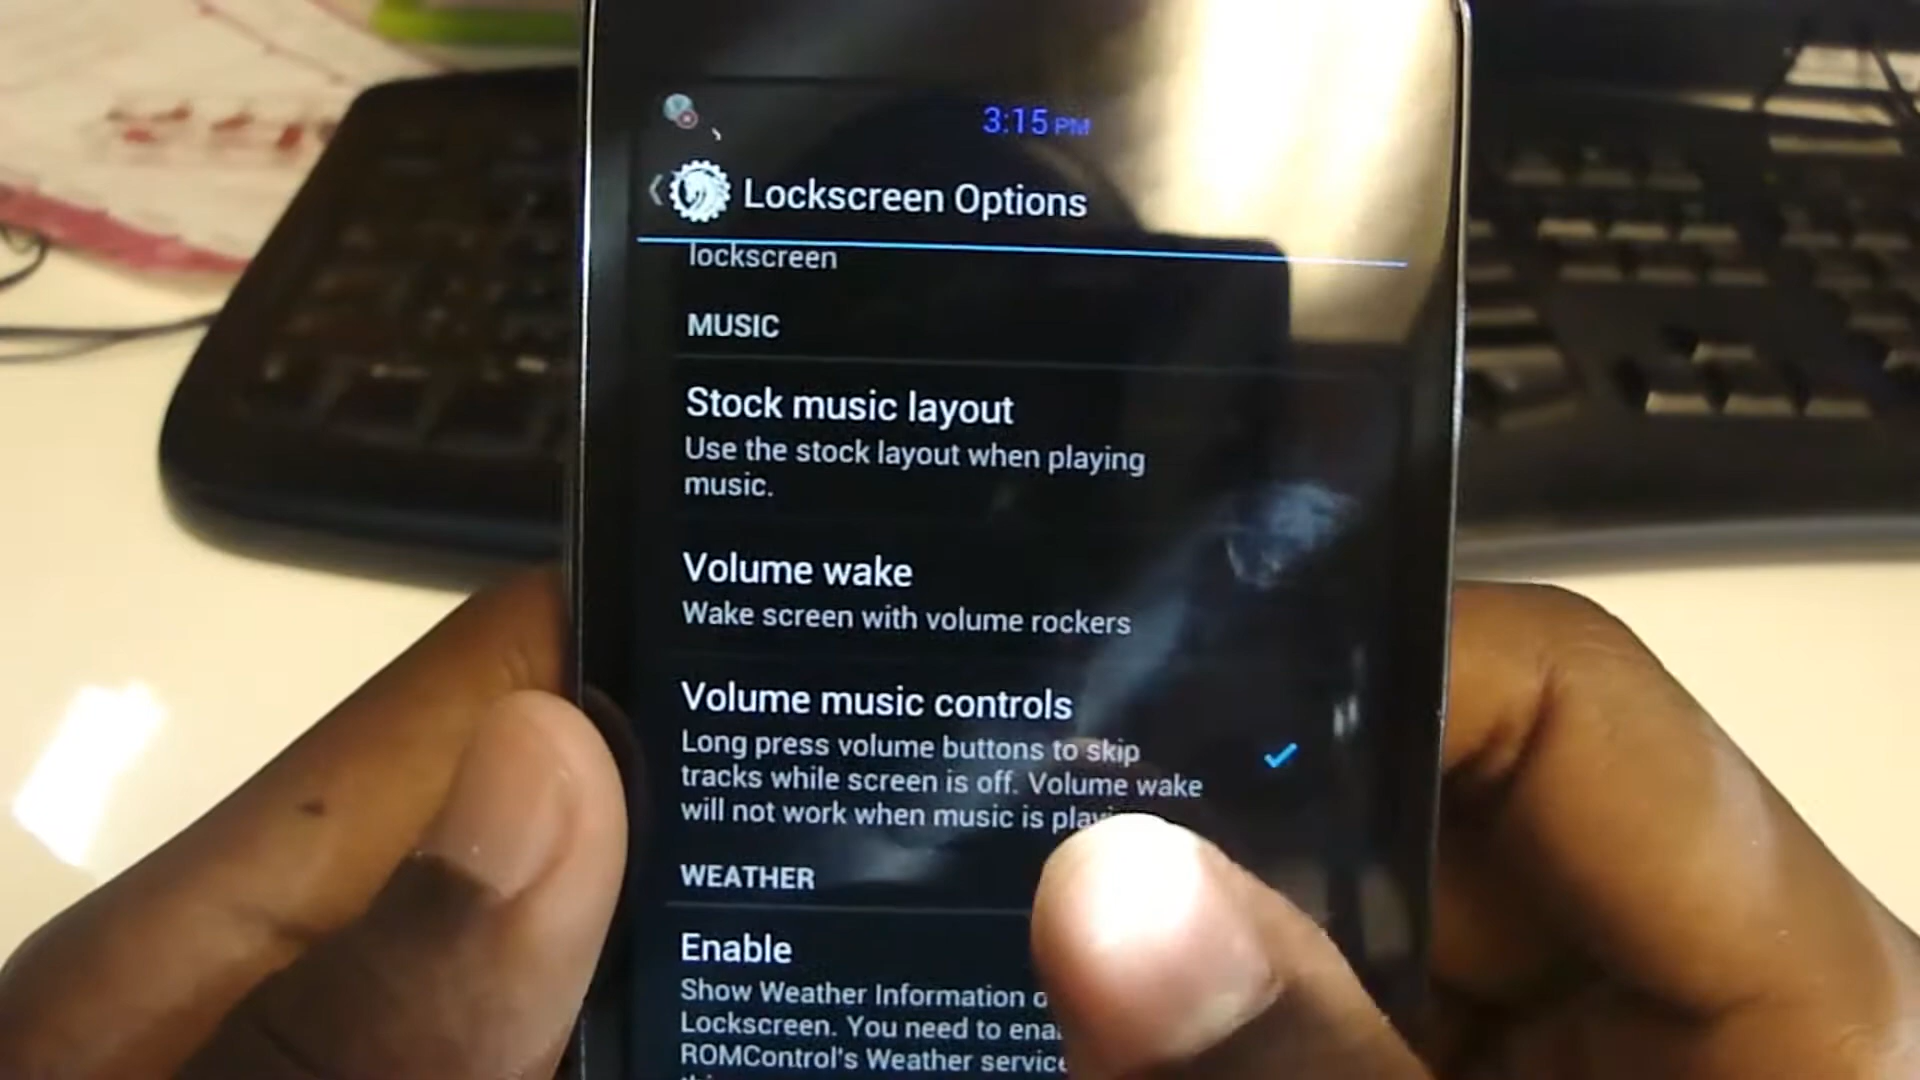 3:15 PM
Lockscreen Options
lockscreen
MUSIC
Stock music layout
Use the stock layout when playing
music.
Volume wake
Wake screen with volume rockers
Volume music controls
Long press volume buttons to skip
tracks while screen is off. Volume wake
will not work when music is
WEATHER
Enable
Show Weather Information
Lockscreen. You need to
ROMControl's Weather